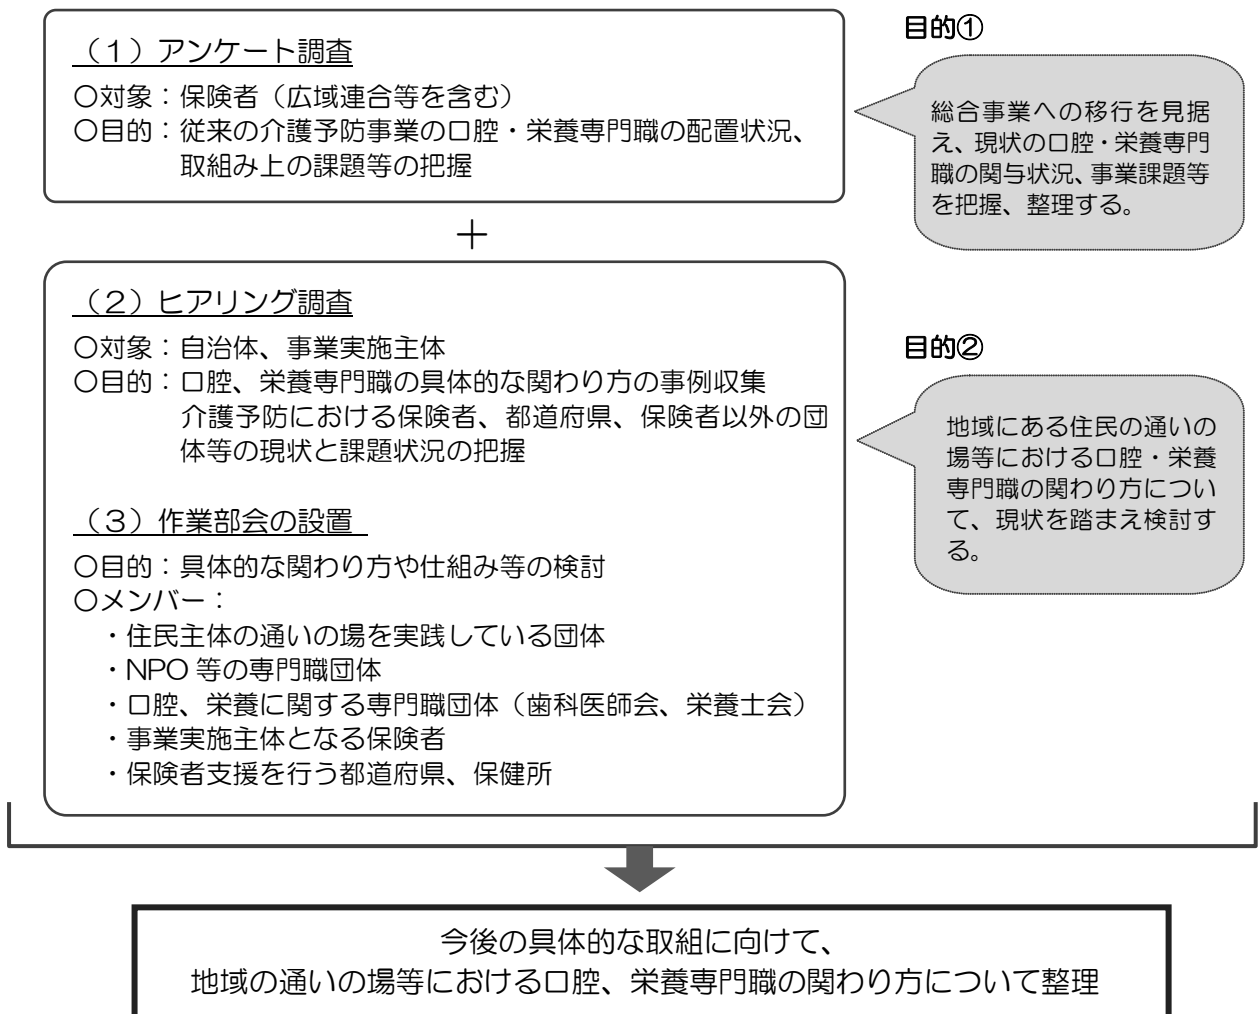 （１）アンケート調査
○対象：保険者（広域連合等を含む）
○目的：従来の介護予防事業の口腔・栄養専門職の配置状況、
取組み上の課題等の把握
目的①
総合事業への移行を見据
え、現状の口腔・栄養専門
職の関与状況、事業課題等
を把握、整理する。
＋
（２）ヒアリング調査
○対象：自治体、事業実施主体
○目的：口腔、栄養専門職の具体的な関わり方の事例収集
介護予防における保険者、都道府県、保険者以外の団
体等の現状と課題状況の把握
目的②
地域にある住民の通いの
場等における口腔・栄養
専門職の関わり方につい
て、現状を踏まえ検討す
る。
（３）作業部会の設置
○目的：具体的な関わり方や仕組み等の検討
○メンバー：
・住民主体の通いの場を実践している団体
・NPO 等の専門職団体
・口腔、栄養に関する専門職団体（歯科医師会、栄養士会）
・事業実施主体となる保険者
・保険者支援を行う都道府県、保健所
今後の具体的な取組に向けて、
地域の通いの場等における口腔、栄養専門職の関わり方について整理